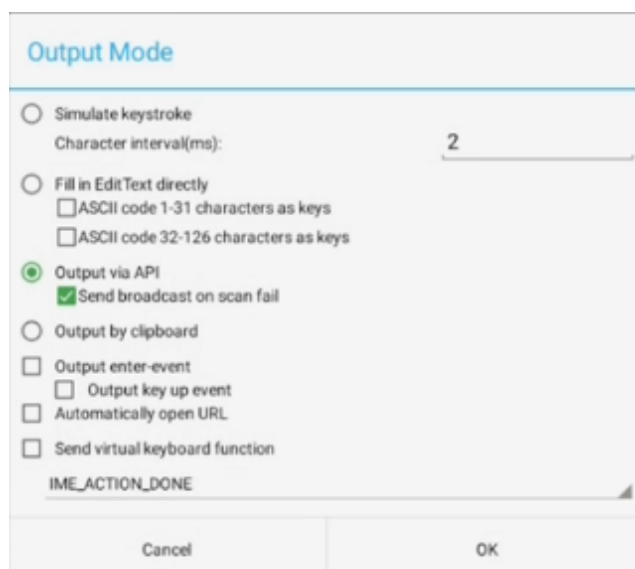 Output Mode
Simulate keystroke
Character interval(ms): 2
Fill in EditText directly
ASCII code 1-31 characters as keys
ASCII code 32-126 characters as keys
Output via API
Send broadcast on scan fail
Output by clipboard
Output enter-event
Output key up event
Automatically open URL
Send virtual keyboard function
IME_ACTION_DONE
Cancel OK